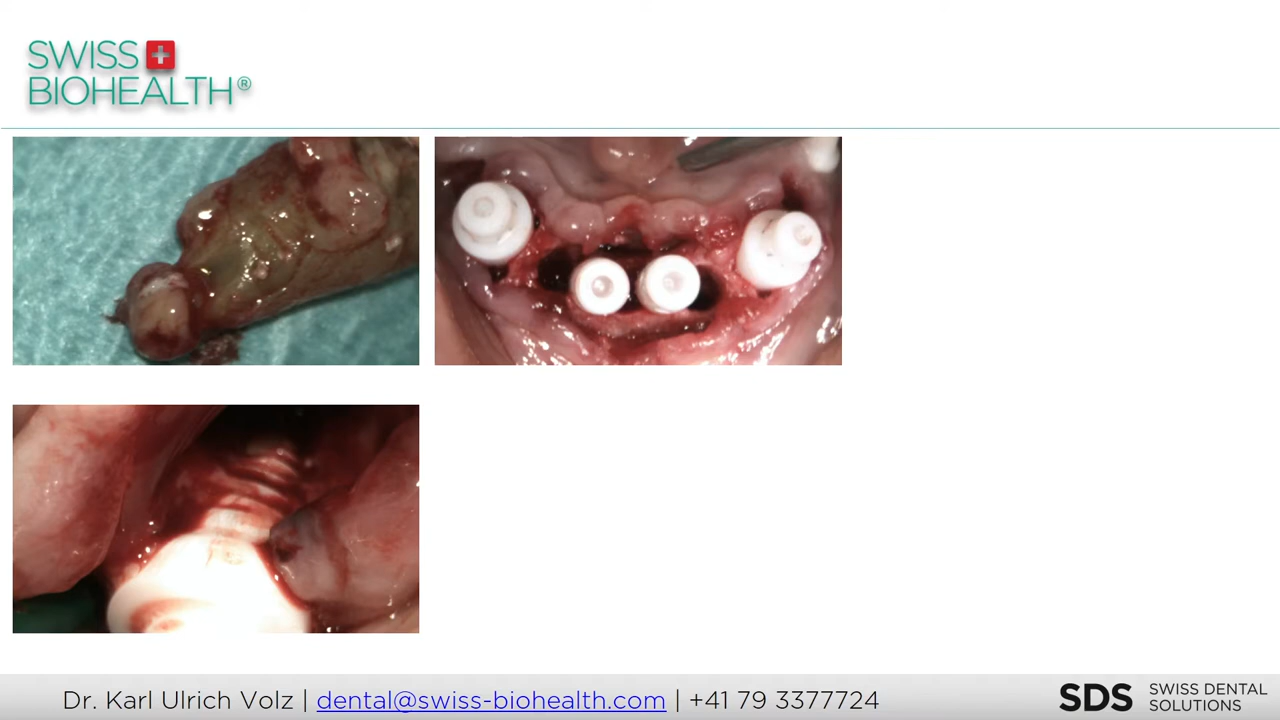 SWISS
BIOHEALTH®
Dr. Karl Ulrich Volz | dental@swiss-biohealth.com | +41 79 3377724
SDS SWISS DENTAL
SOLUTIONS